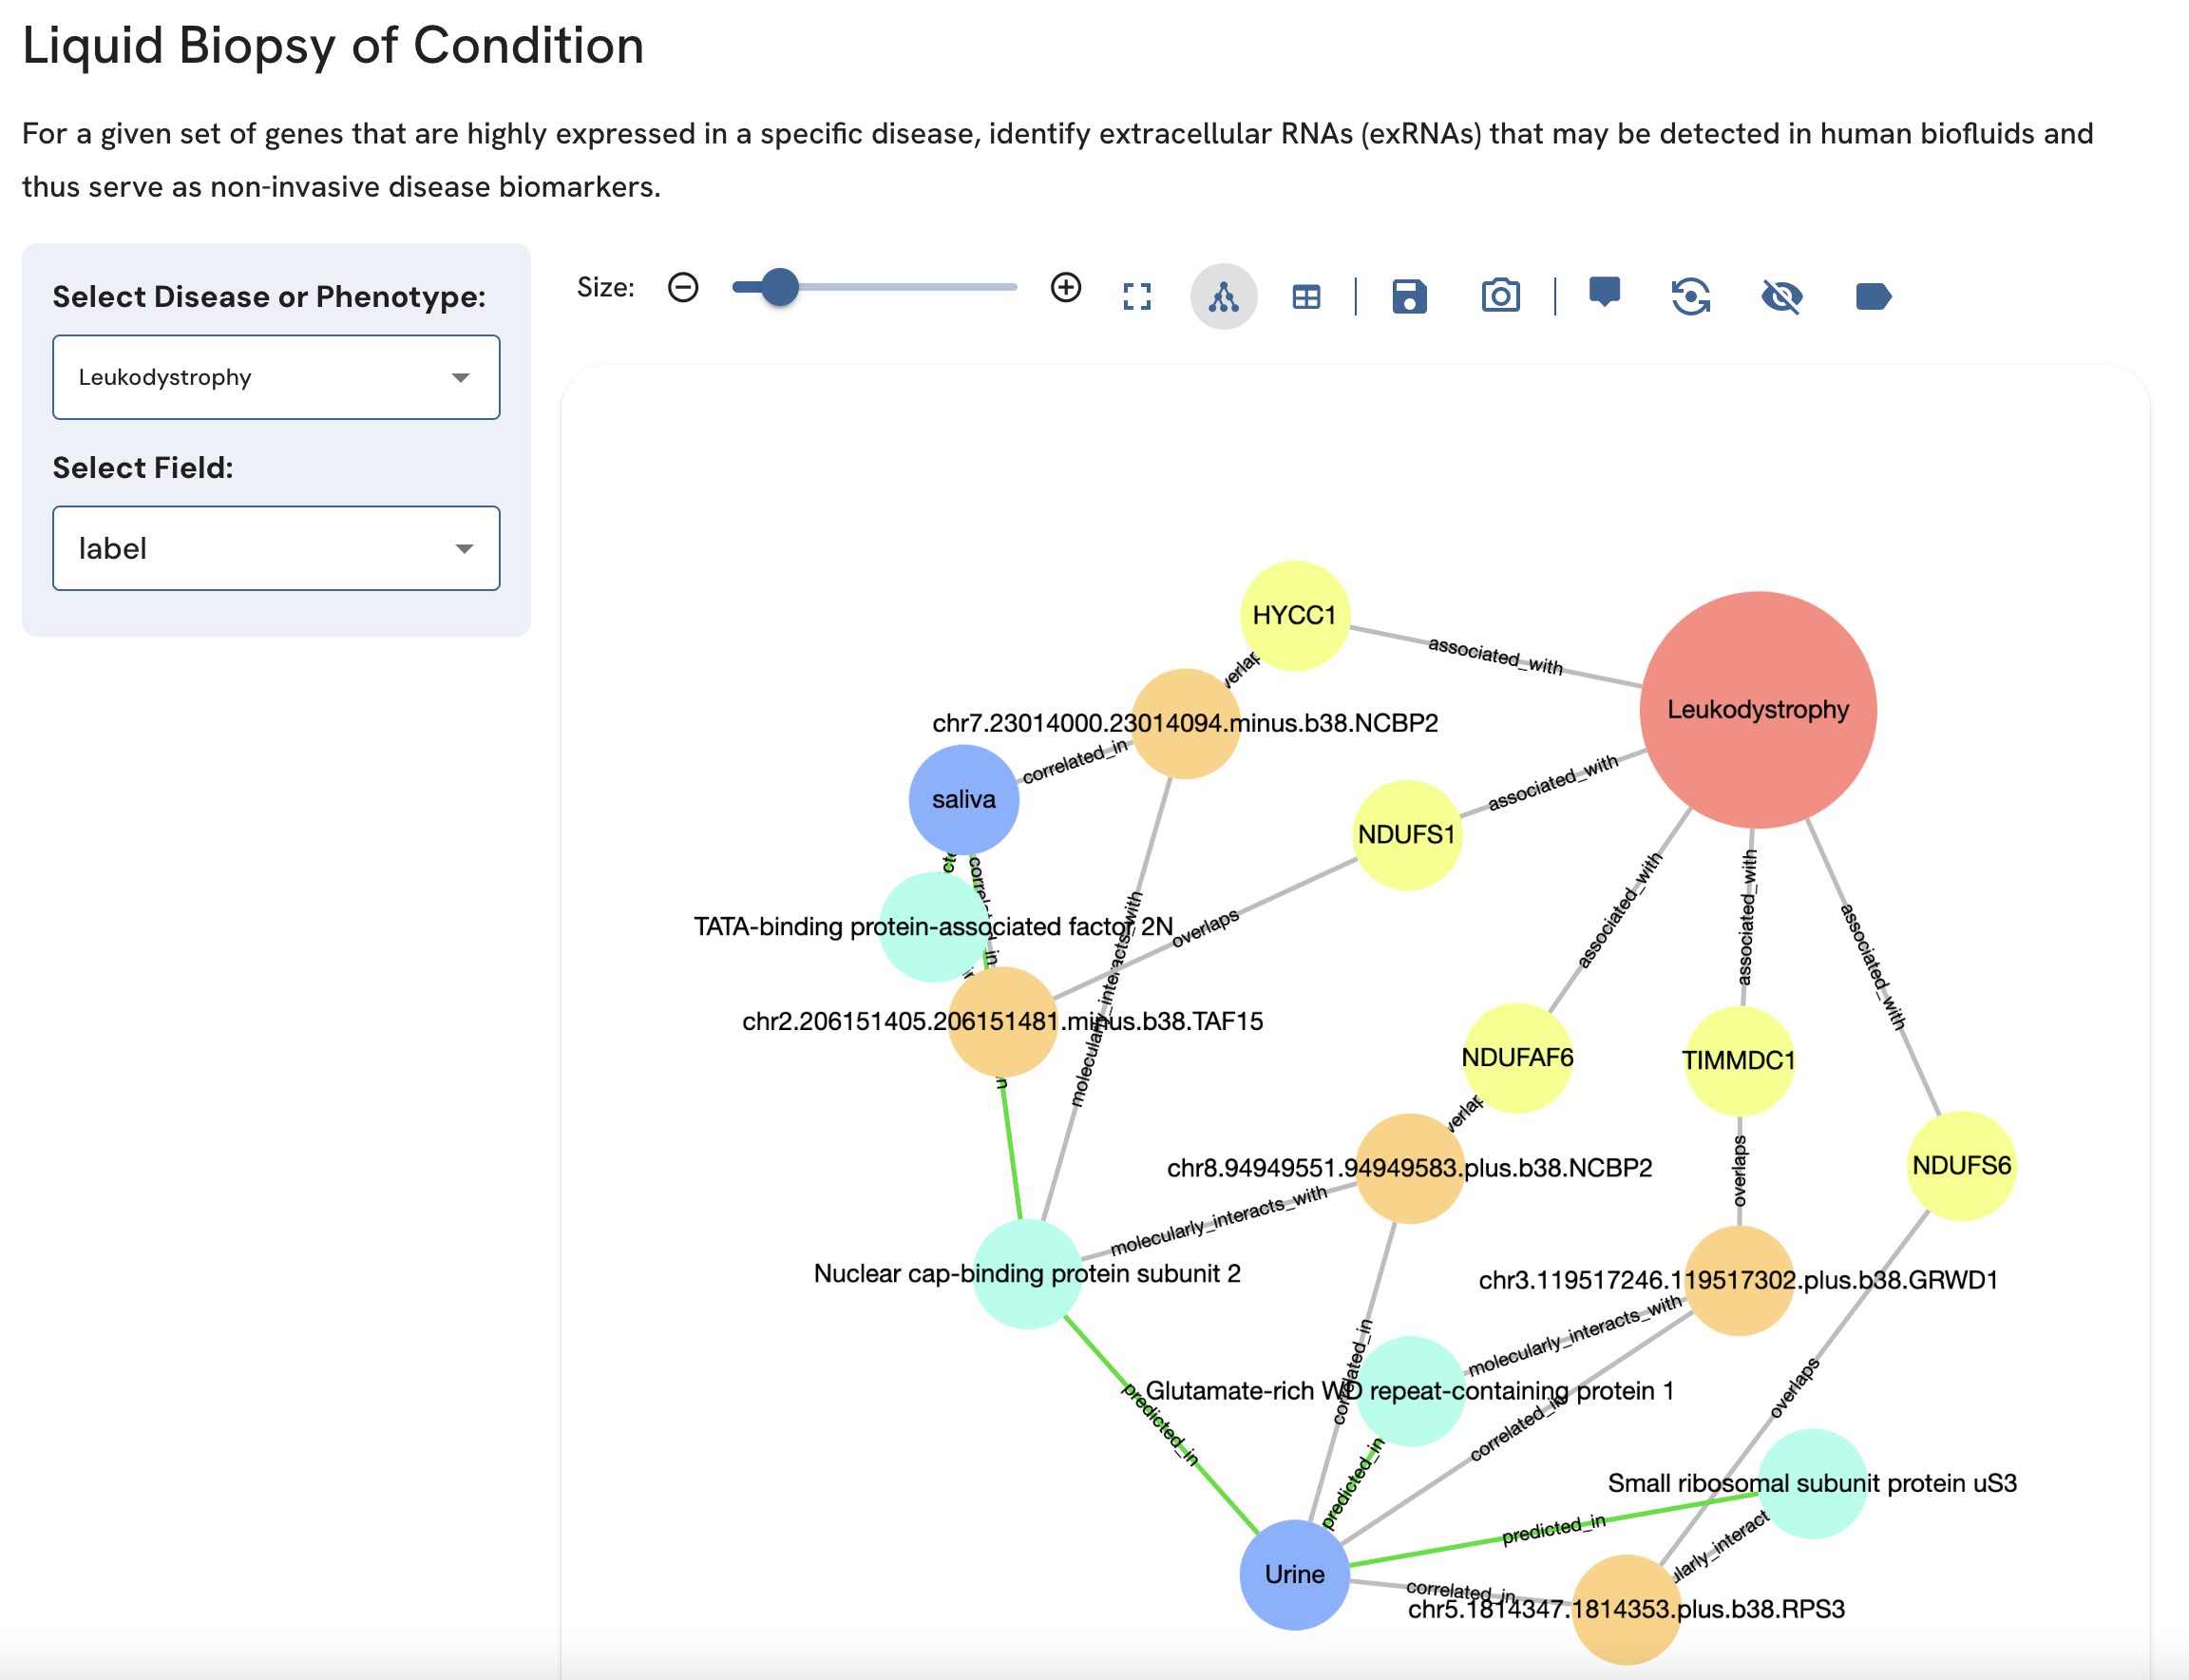 Liquid Biopsy of Condition
For a given set of genes that are highly expressed in a specific disease, identify extracellular RNAs (exRNAs) that may be detected in human biofluids and
thus serve as non-invasive disease biomarkers.
Select Disease or Phenotype:
Leukodystrophy
Select Field:
label
Size:
HYCC1
associated_with
Leukodystrophy
chr7.23014000.23014094.minus.b38.NCBP2
correlated_in
saliva
associated_with
NDUFS1
correlated_in
TATA-binding protein-associated factor 2N
molecularly_interacts_with
overlaps
associated_with
associated_with
associated_with
chr2.206151405.206151481.minus.b38.TAF15
NDUFAF6
TIMMDC1
overlaps
chr8.94949551.94949583.plus.b38.NCBP2
NDUFS6
molecularly_interacts_with
Nuclear cap-binding protein subunit 2
chr3.119517246.119517302.plus.b38.GRWD1
molecularly_interacts_with
correlated_in
Glutamate-rich WD repeat-containing protein 1
overlaps
predicted_in
correlated_in
predicted_in
Small ribosomal subunit protein uS3
predicted_in
Urine
correlated_in
chr5.1814347.1814353.plus.b38.RPS3